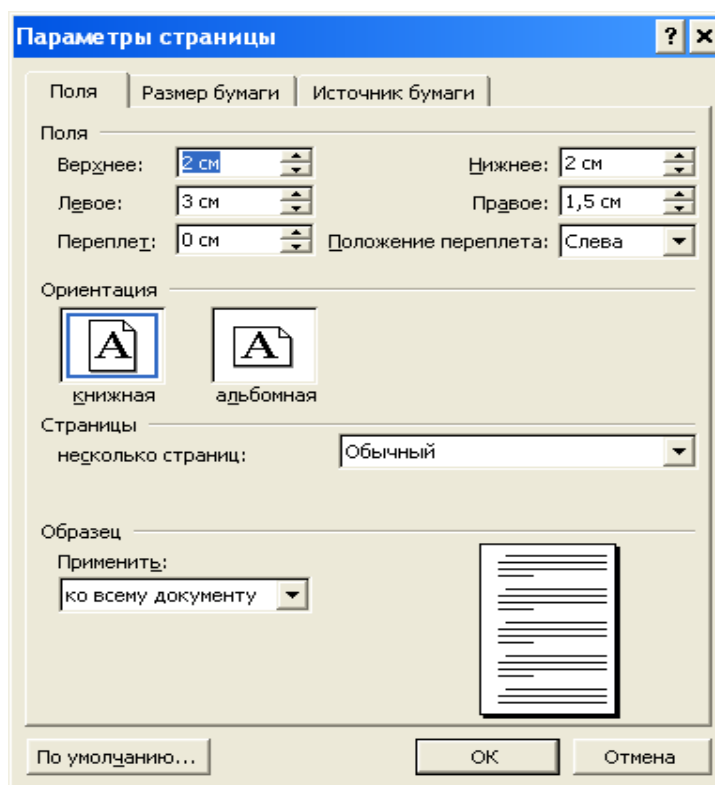 Параметры страницы
Поля Размер бумаги Источник бумаги
Поля
Верхнее: 2 см Нижнее: 2 см
Левое: 3 см Правое: 1,5 см
Переплет: 0 см Положение переплета: Слева
Ориентация
A A
книжная альбомная
Страницы
несколько страниц: Обычный
Образец
Применить:
ко всему документу
По умолчанию... ОК Отмена